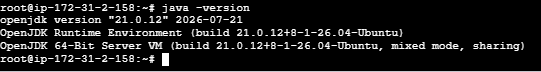 root@ip-172-31-2-158:~# java -version
openjdk version "21.0.12" 2026-07-21
OpenJDK Runtime Environment (build 21.0.12+8-1-26.04-Ubuntu)
OpenJDK 64-Bit Server VM (build 21.0.12+8-1-26.04-Ubuntu, mixed mode, sharing)
root@ip-172-31-2-158:~#